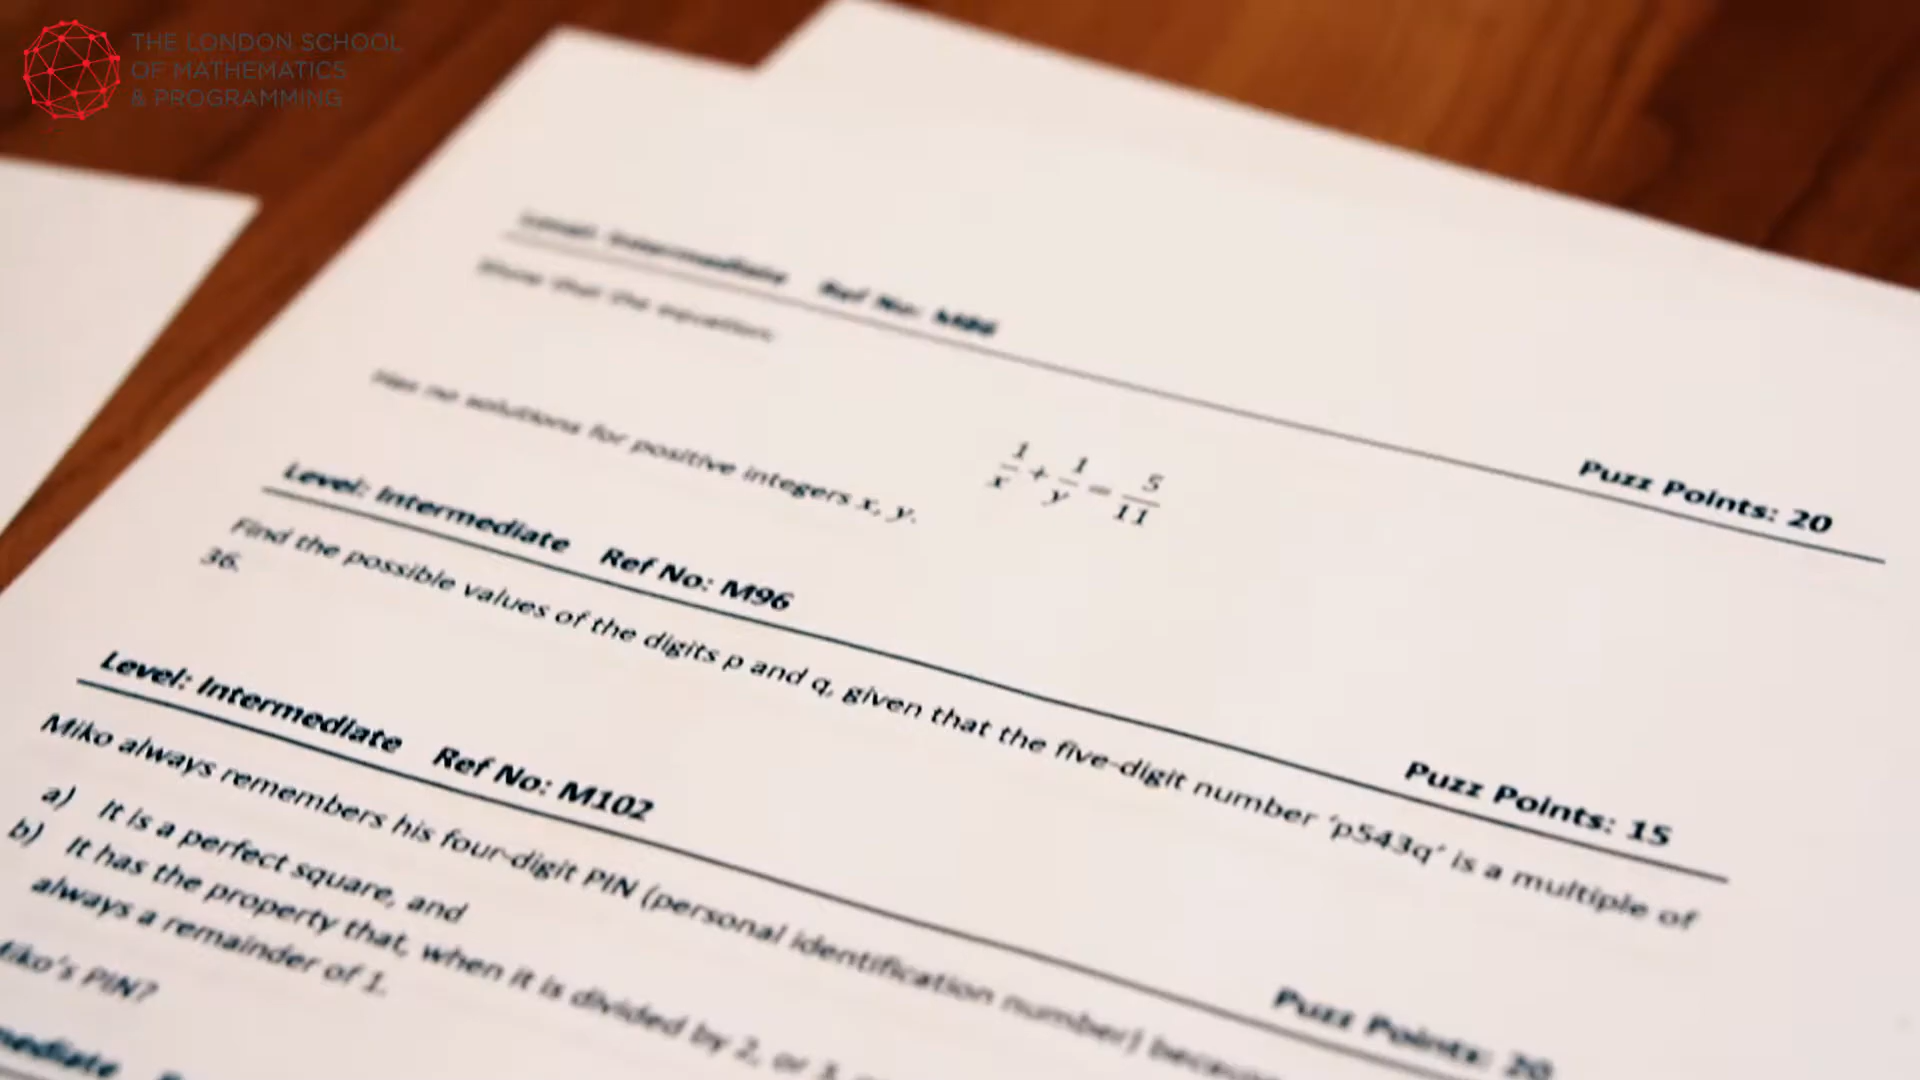 THE LONDON SCHOOL
OF MATHEMATICS
& PROGRAMMING
Level: Intermediate Ref No: M86
Puzz Points: 20
Show that the equation:
1/x + 1/y = 5/11
Has no solutions for positive integers x, y.
Level: Intermediate Ref No: M96
Puzz Points: 15
Find the possible values of the digits p and q, given that the five-digit number 'p543q' is a multiple of
36.
Level: Intermediate Ref No: M102
Puzz Points: 20
Miko always remembers his four-digit PIN (personal identification number) because
a) It is a perfect square, and
b) It has the property that, when it is divided by 2, or 3,
always a remainder of 1.
Miko's PIN?